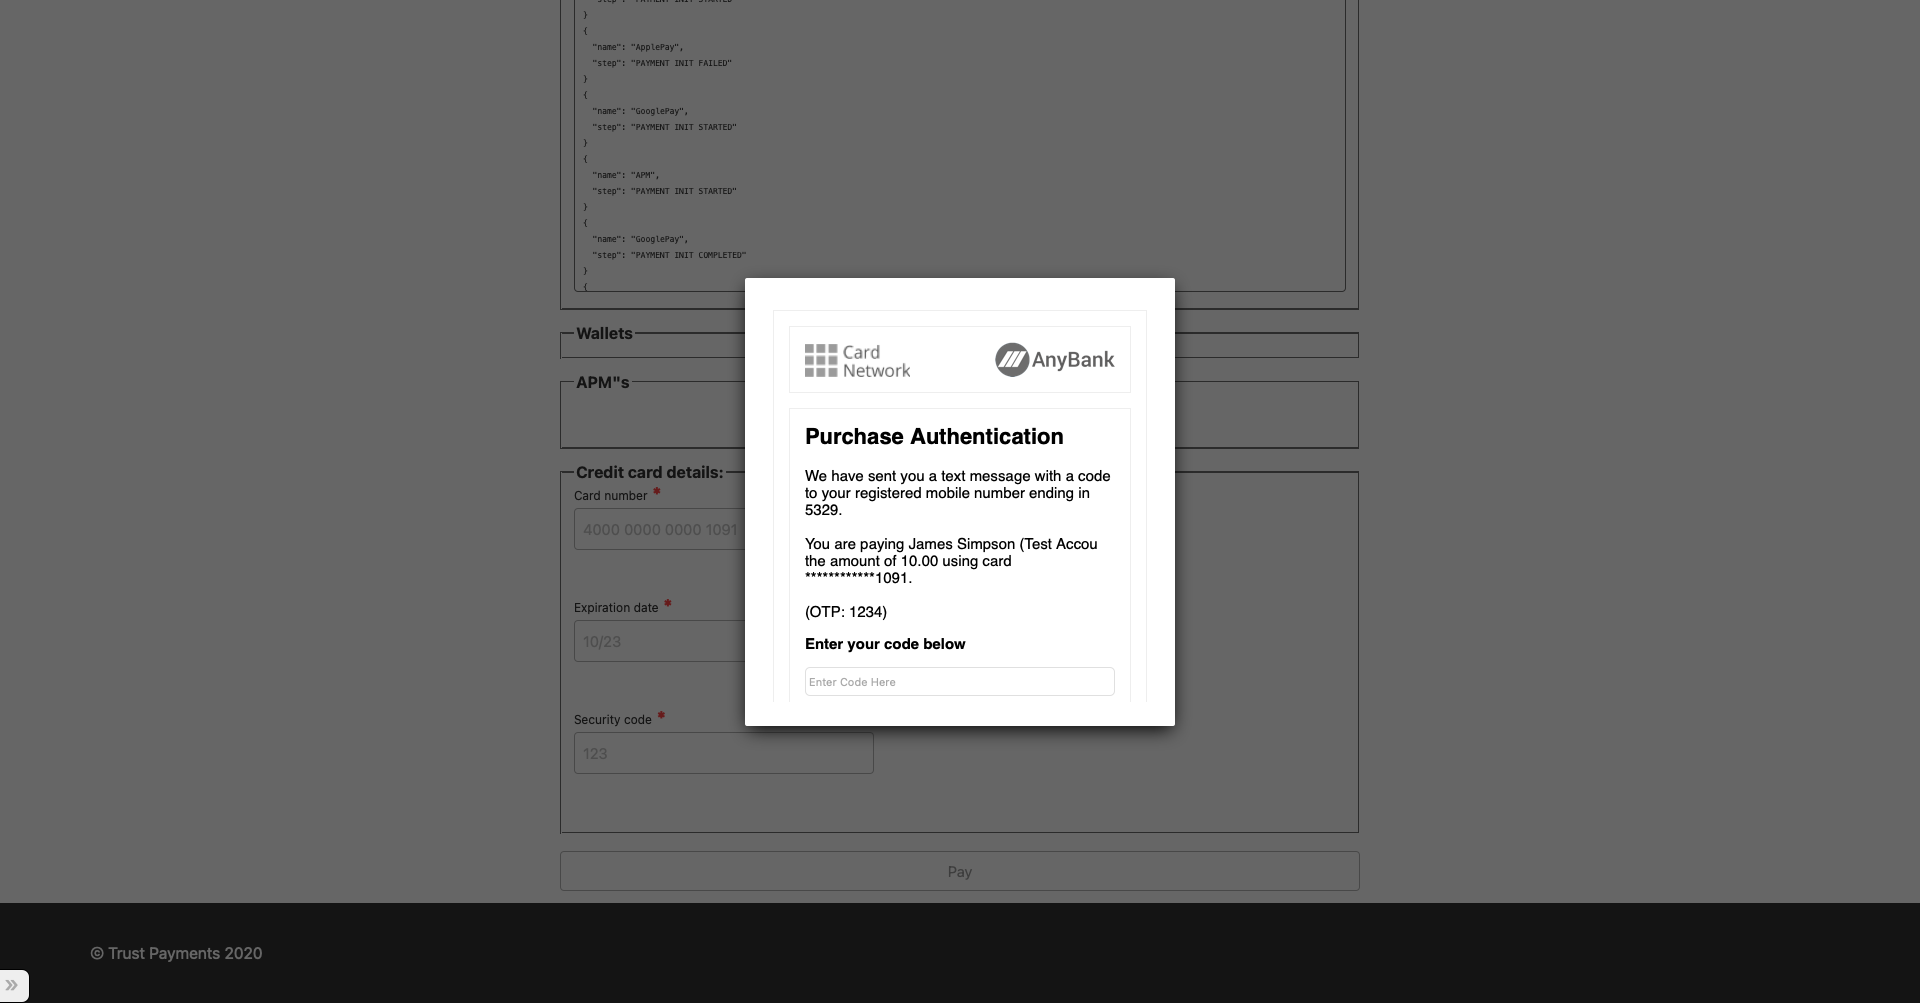 "step": "PAYMENT INIT STARTED"
}
{
"name": "ApplePay",
"step": "PAYMENT INIT FAILED"
}
{
"name": "GooglePay",
"step": "PAYMENT INIT STARTED"
}
{
"name": "APM",
"step": "PAYMENT INIT STARTED"
}
{
"name": "GooglePay",
"step": "PAYMENT INIT COMPLETED"
}
{
Wallets
APM"s
Credit card details:
Card number *
4000 0000 0000 1091
Expiration date *
10/23
Security code *
123
Card
Network
AnyBank
Purchase Authentication
We have sent you a text message with a code
to your registered mobile number ending in
5329.
You are paying James Simpson (Test Accou
the amount of 10.00 using card
************1091.
(OTP: 1234)
Enter your code below
Enter Code Here
Pay
© Trust Payments 2020
»